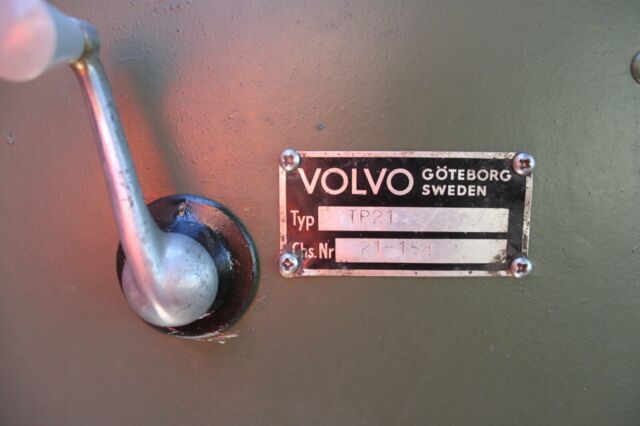 VOLVO GÖTEBORG SWEDEN
Typ TP21
Chs. Nr 21-154